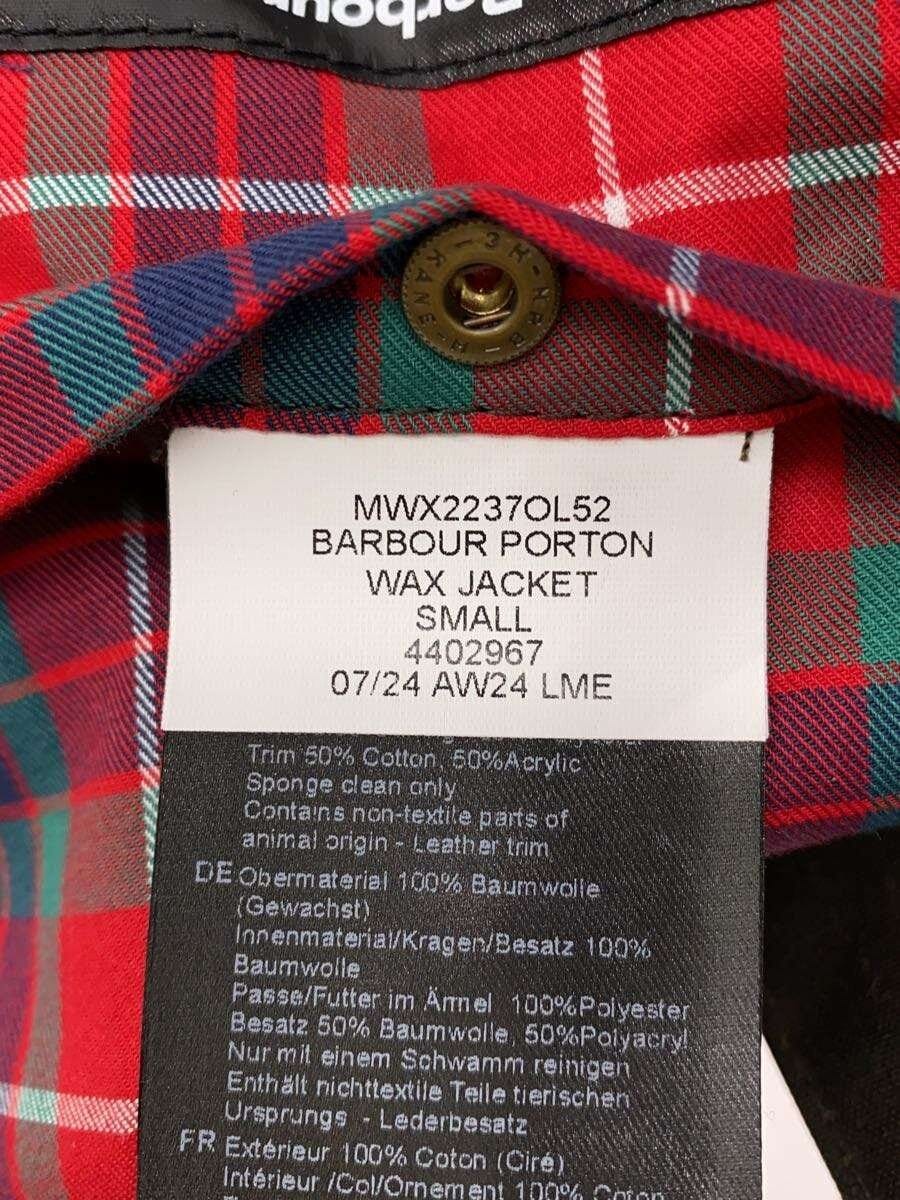 Barbour
MWX2237OL52
BARBOUR PORTON
WAX JACKET
SMALL
4402967
07/24 AW24 LME
Trim 50% Cotton, 50%Acrylic
Sponge clean only
Contains non-textile parts of
animal origin - Leather trim
DE Obermaterial 100% Baumwolle
(Gewachst)
Innenmaterial/Kragen/Besatz 100%
Baumwolle
Passe/Futter im Ärmel 100%Polyester
Besatz 50% Baumwolle, 50%Polyacryl
Nur mit einem Schwamm reinigen
Enthält nichttextile Teile tierischen
Ursprungs - Lederbesatz
FR Extérieur 100% Coton (Ciré)
Intérieur /Col/Ornement 100% Coton